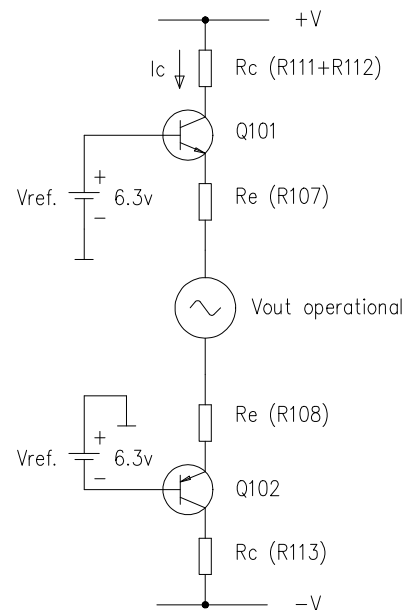 +V
Ic
Rc (R111+R112)
Q101
+
Vref. 6.3v
−
Re (R107)
Vout operational
Re (R108)
+
Vref. 6.3v
−
Q102
Rc (R113)
−V